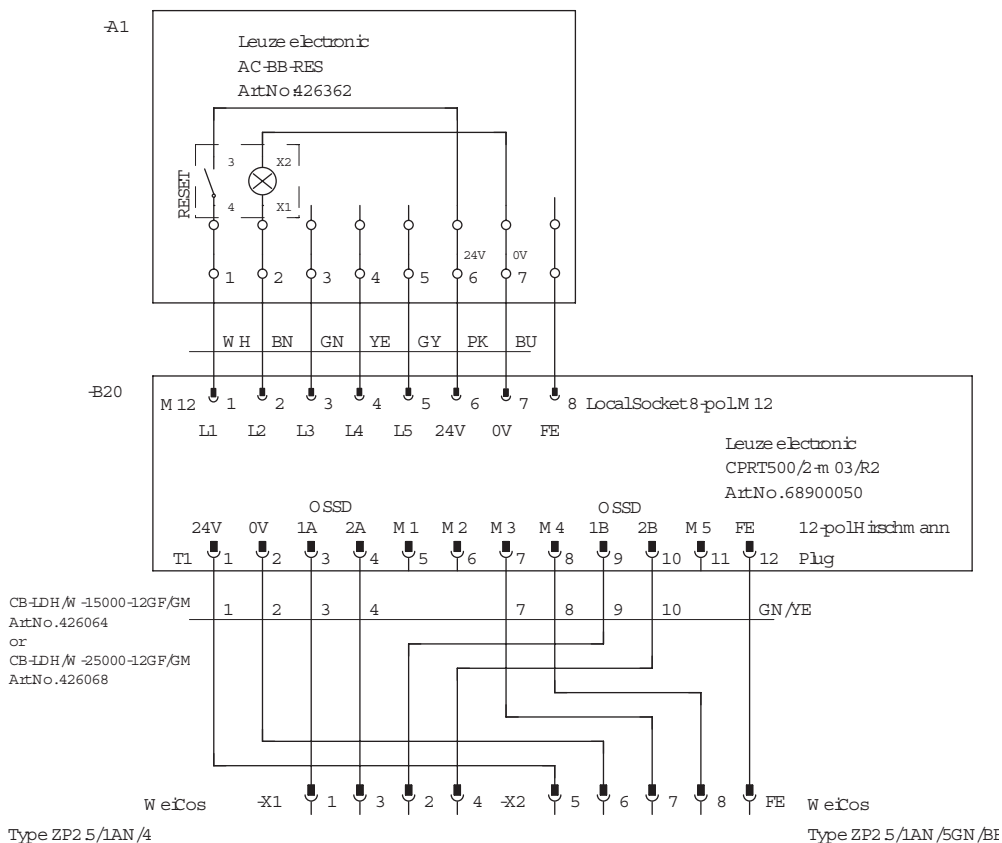 -A1
Leuze electronic
AC-BB-RES
Art.No.:426362
RESET
3 X2
4 X1
24V 0V
1 2 3 4 5 6 7
WH BN GN YE GY PK BU
-B20
M12 1 2 3 4 5 6 7 8 Local Socket 8-pol. M12
L1 L2 L3 L4 L5 24V 0V FE
Leuze electronic
CPRT500/2-m03/R2
Art.No.68900050
OSSD OSSD
24V 0V 1A 2A M1 M2 M3 M4 1B 2B M5 FE 12-pol Hirschmann
T1 1 2 3 4 5 6 7 8 9 10 11 12 Plug
CB-LDH/W-15000-12GF/GM
Art.No.426064
or
CB-LDH/W-25000-12GF/GM
Art.No.426068
1 2 3 4 7 8 9 10 GN/YE
WeiCos -X1 1 3 2 4 -X2 5 6 7 8 FE WeiCos
Type ZP2.5/1AN/4 Type ZP2.5/1AN/5GN/BE